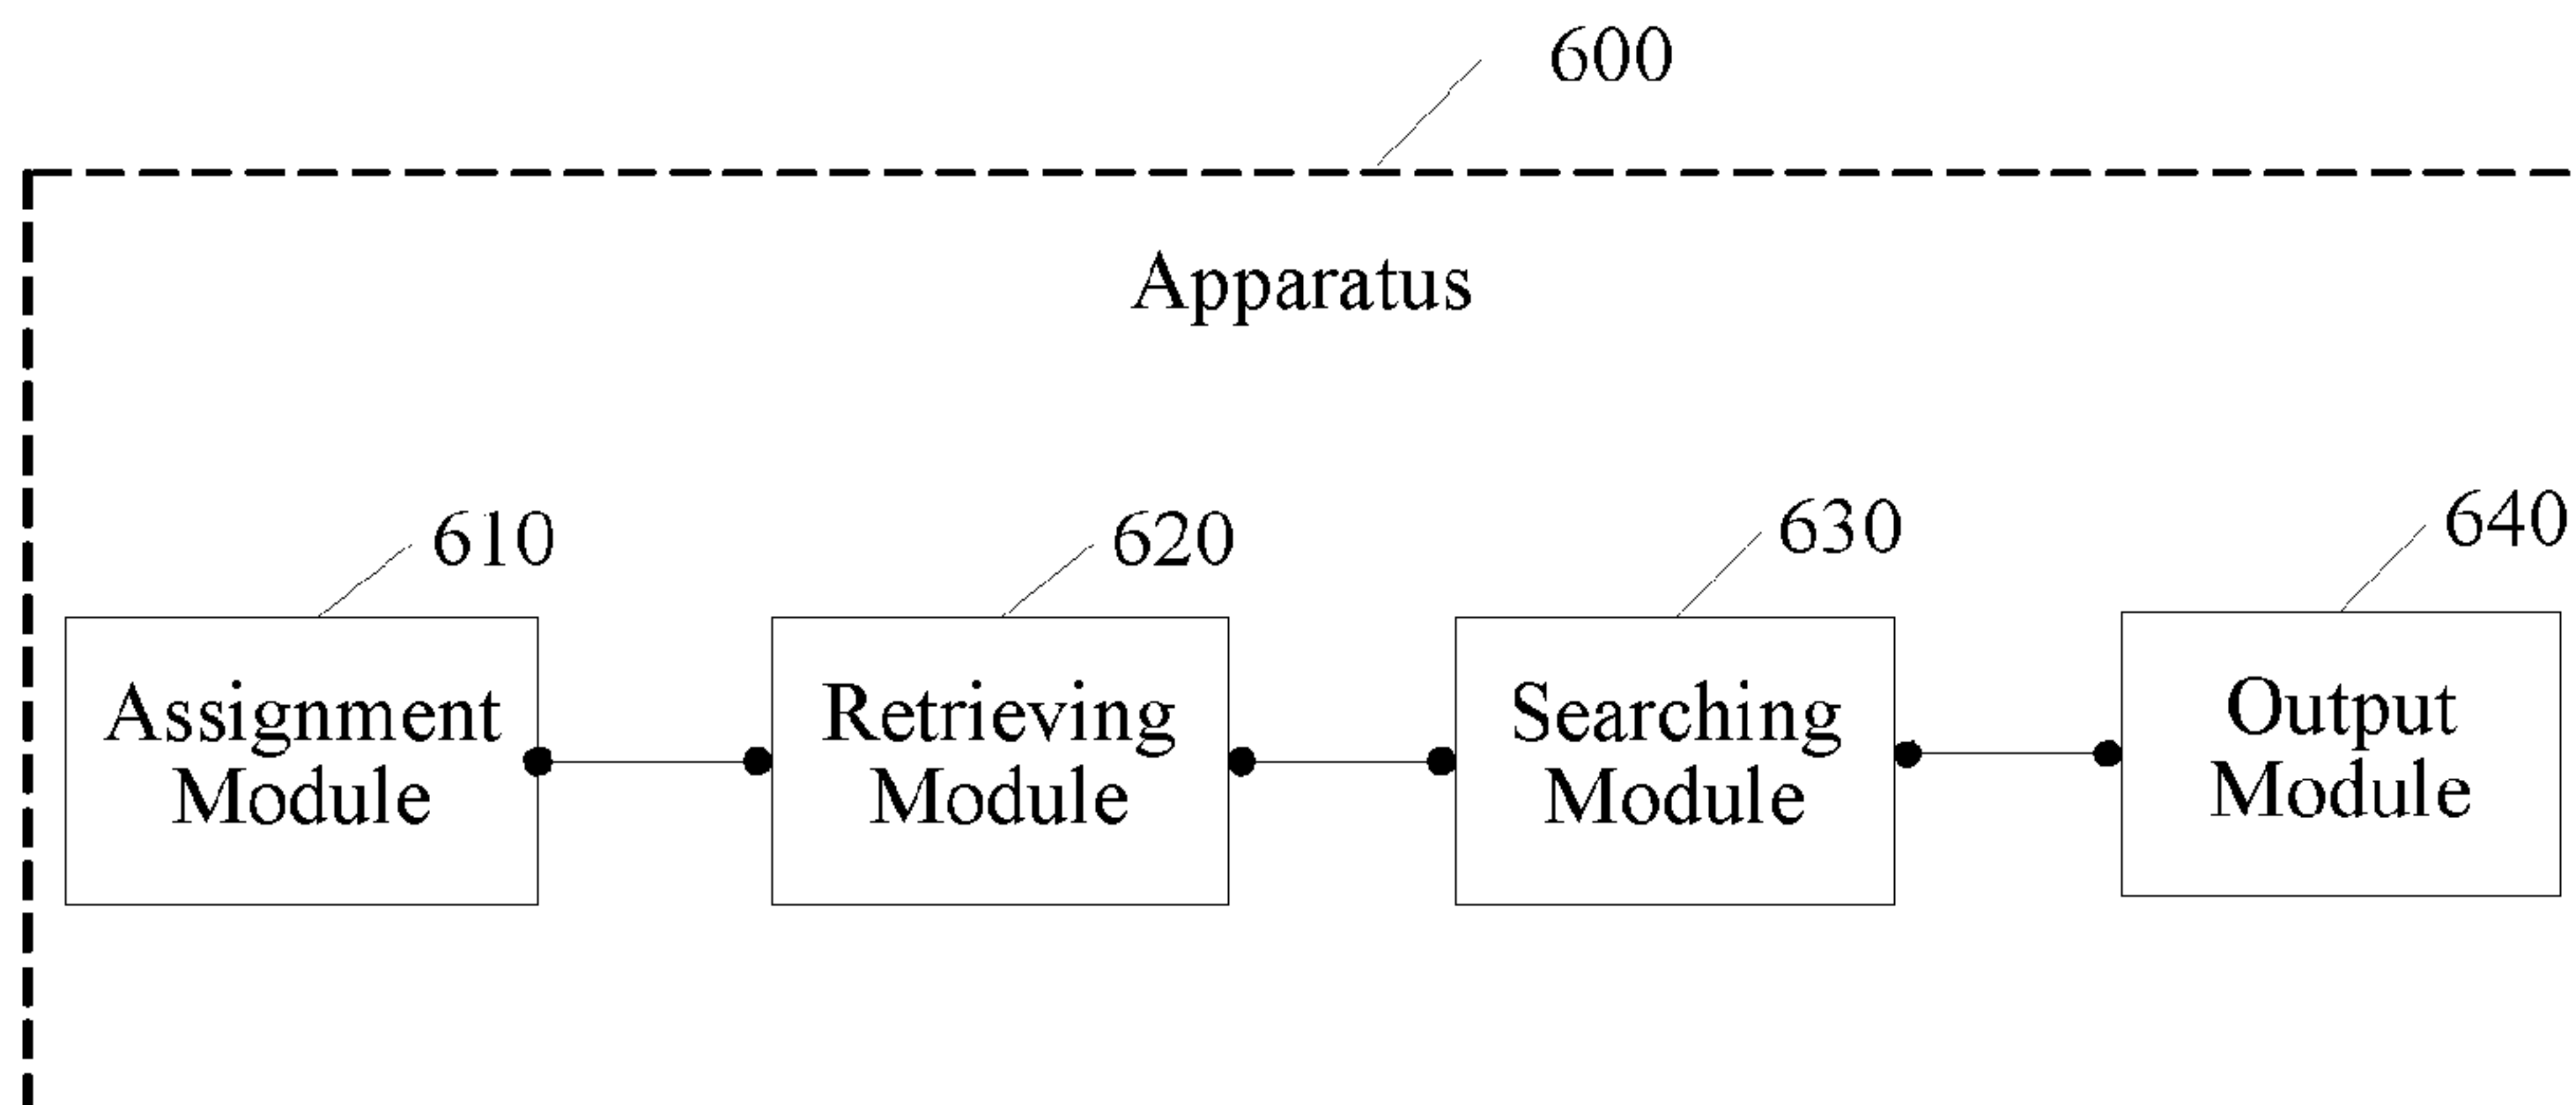 600
Apparatus
610
620
630
640
Assignment
Module
Retrieving
Module
Searching
Module
Output
Module